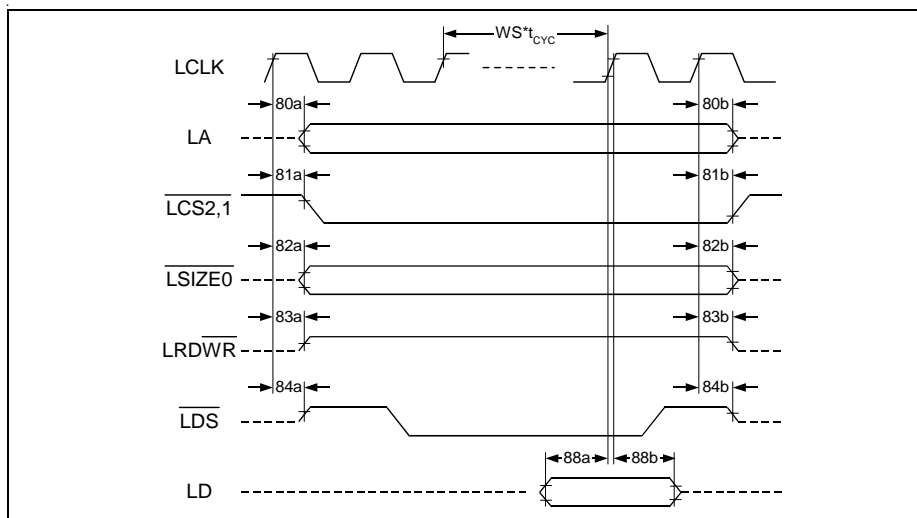 WS*tCYC
LCLK
80a 80b
LA
81a 81b
LCS2,1
82a 82b
LSIZE0
83a 83b
LRDWR
84a 84b
LDS
88a 88b
LD